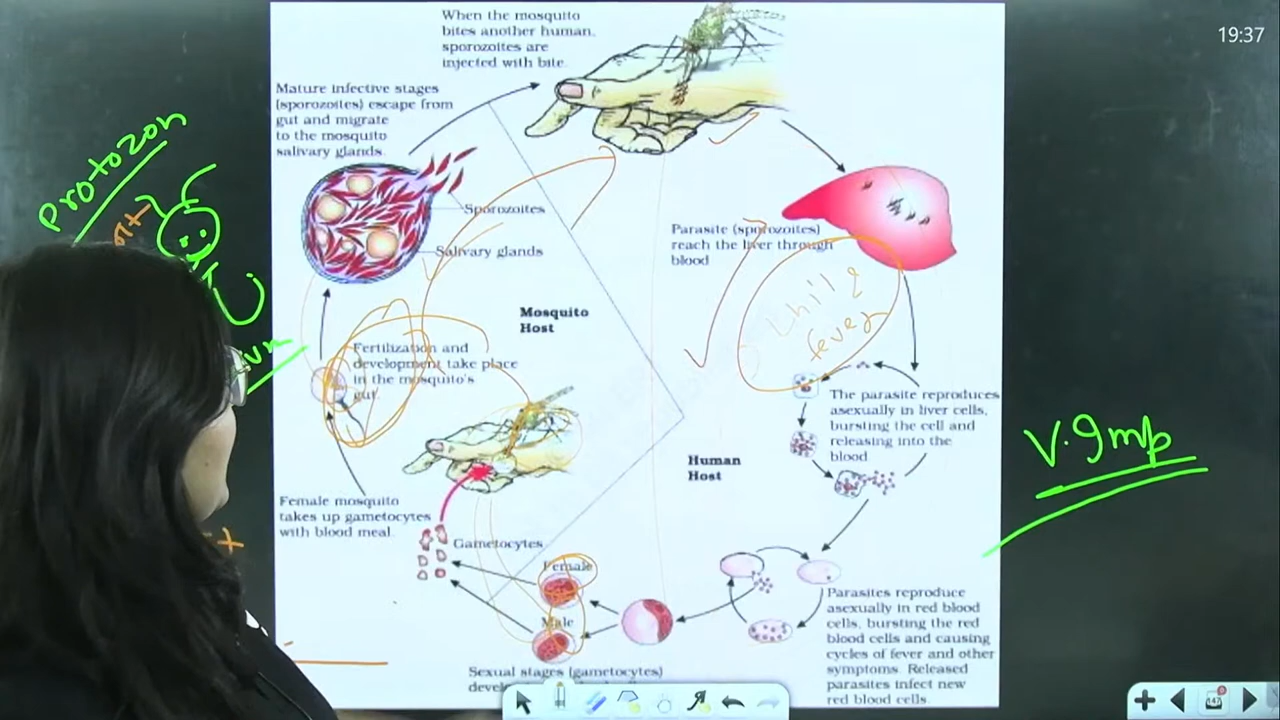 19:37
When the mosquito
bites another human,
sporozoites are
injected with bite.
Mature infective stages
(sporozoites) escape from
gut and migrate
to the mosquito
salivary glands.
Protozon
Sporozoites
Salivary glands
Parasite (sporozoites)
reach the liver through
blood
Chill &
fever
Mosquito
Host
Fertilization and
development take place
in the mosquito's
gut.
The parasite reproduces
asexually in liver cells,
bursting the cell and
releasing into the
blood
V.Imp
Human
Host
Female mosquito
takes up gametocytes
with blood meal.
Gametocytes
Female
Male
Parasites reproduce
asexually in red blood
cells, bursting the red
blood cells and causing
cycles of fever and other
symptoms. Released
parasites infect new
red blood cells.
Sexual stages (gametocytes)